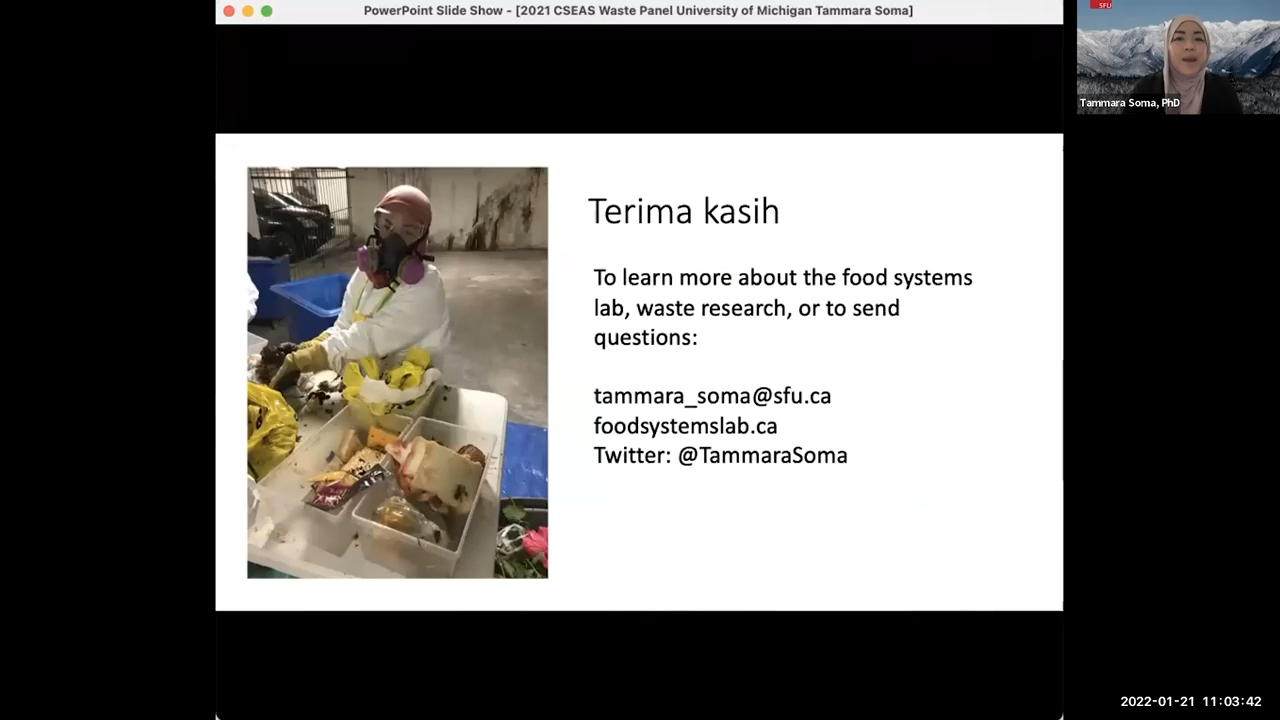 PowerPoint Slide Show - [2021 CSEAS Waste Panel University of Michigan Tammara Soma]
SFU
Tammara Soma, PhD
Terima kasih
To learn more about the food systems
lab, waste research, or to send
questions:
tammara_soma@sfu.ca
foodsystemslab.ca
Twitter: @TammaraSoma
2022-01-21 11:03:42